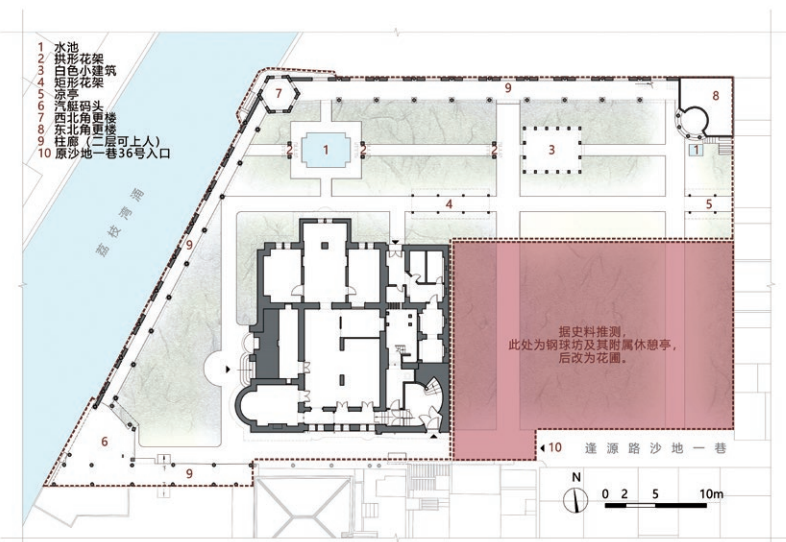 1 水池
2 拱形花架
3 白色小建筑
4 矩形花架
5 凉亭
6 汽艇码头
7 西北角更楼
8 东北角更楼
9 柱廊（二层可上人）
10 原沙地一巷36号入口
荔枝湾涌
7
9
8
2
1
2
2
3
1
4
5
9
据史料推测，
此处为钢球坊及其附属休憩亭，
后改为花圃。
6
9
10 逢源路沙地一巷
N
0 2 5 10m